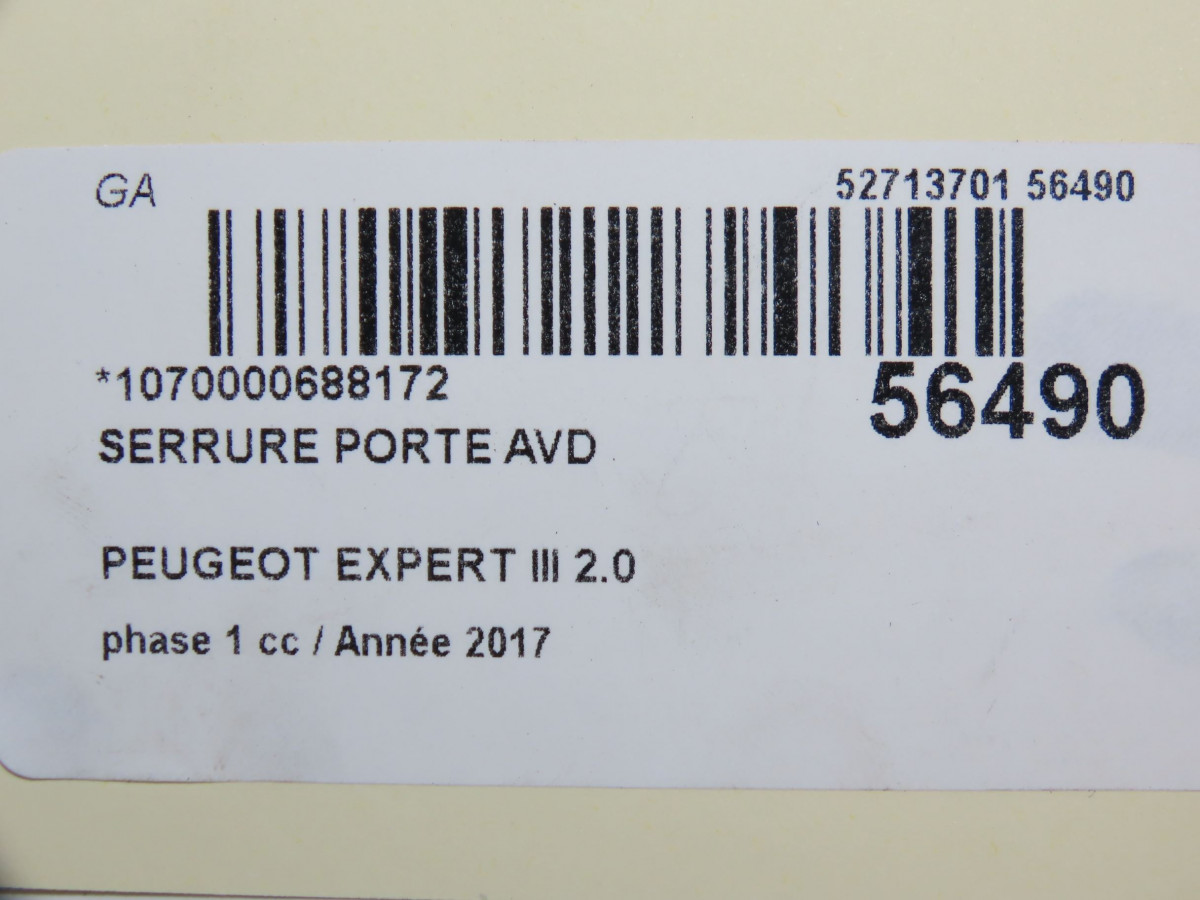 GA
52713701 56490
*1070000688172
56490
SERRURE PORTE AVD
PEUGEOT EXPERT III 2.0
phase 1 cc / Année 2017